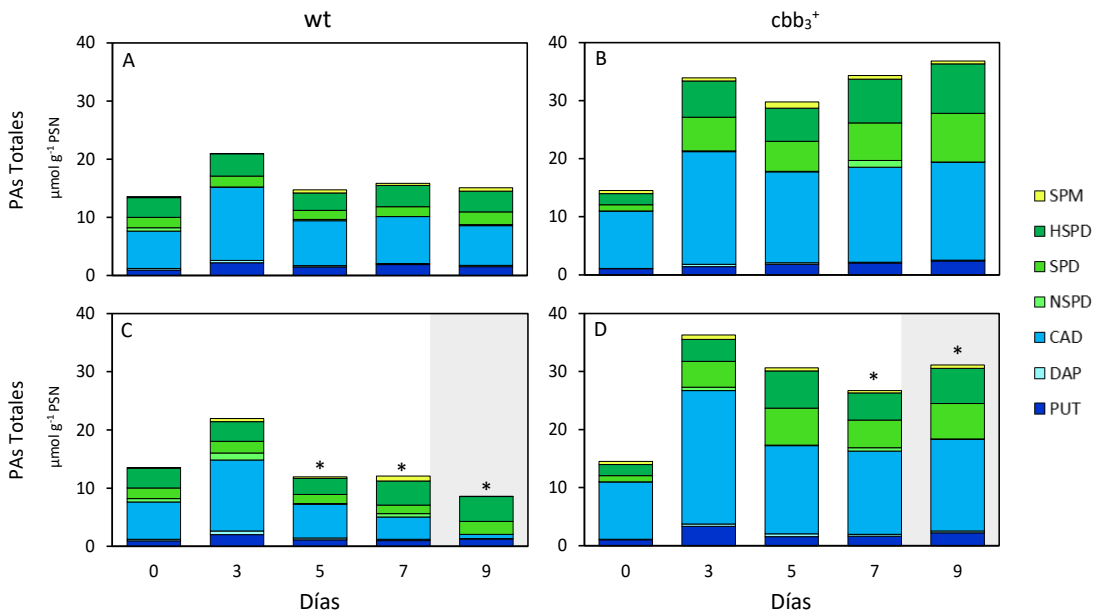 wt
cbb₃⁺
PAs Totales
µmol g⁻¹ PSN
40
30
20
10
0
A
40
30
20
10
0
B
SPM
HSPD
SPD
NSPD
CAD
DAP
PUT
PAs Totales
µmol g⁻¹ PSN
40
30
20
10
0
C
*
*
*
0 3 5 7 9
Días
40
30
20
10
0
D
*
*
0 3 5 7 9
Días